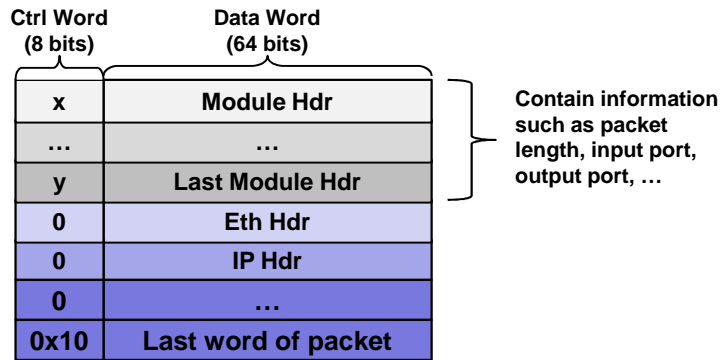 Ctrl Word Data Word
(8 bits) (64 bits)
x Module Hdr
… …
y Last Module Hdr
0 Eth Hdr
0 IP Hdr
0 …
0x10 Last word of packet
Contain information
such as packet
length, input port,
output port, …